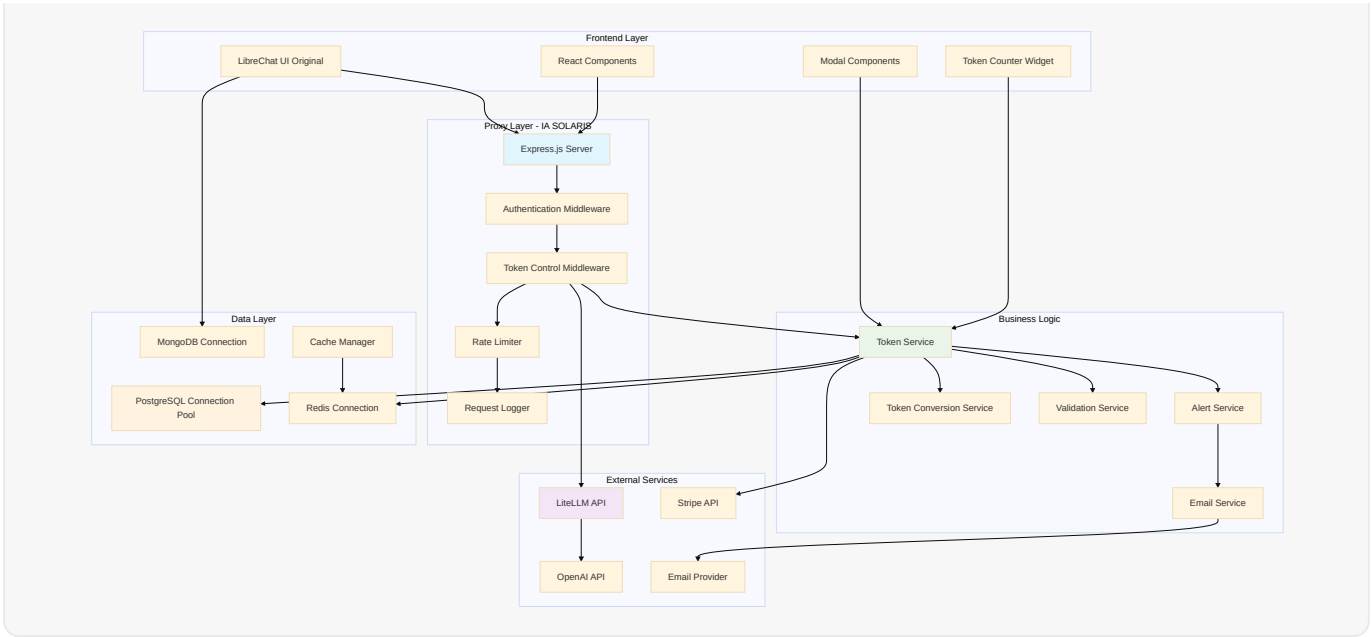 Frontend Layer
LibreChat UI Original
React Components
Modal Components
Token Counter Widget
Proxy Layer - IA SOLARIS
Express.js Server
Authentication Middleware
Token Control Middleware
Data Layer
MongoDB Connection
Cache Manager
PostgreSQL Connection
Pool
Redis Connection
Rate Limiter
Request Logger
Business Logic
Token Service
Token Conversion Service
Validation Service
Alert Service
Email Service
External Services
LiteLLM API
Stripe API
OpenAI API
Email Provider